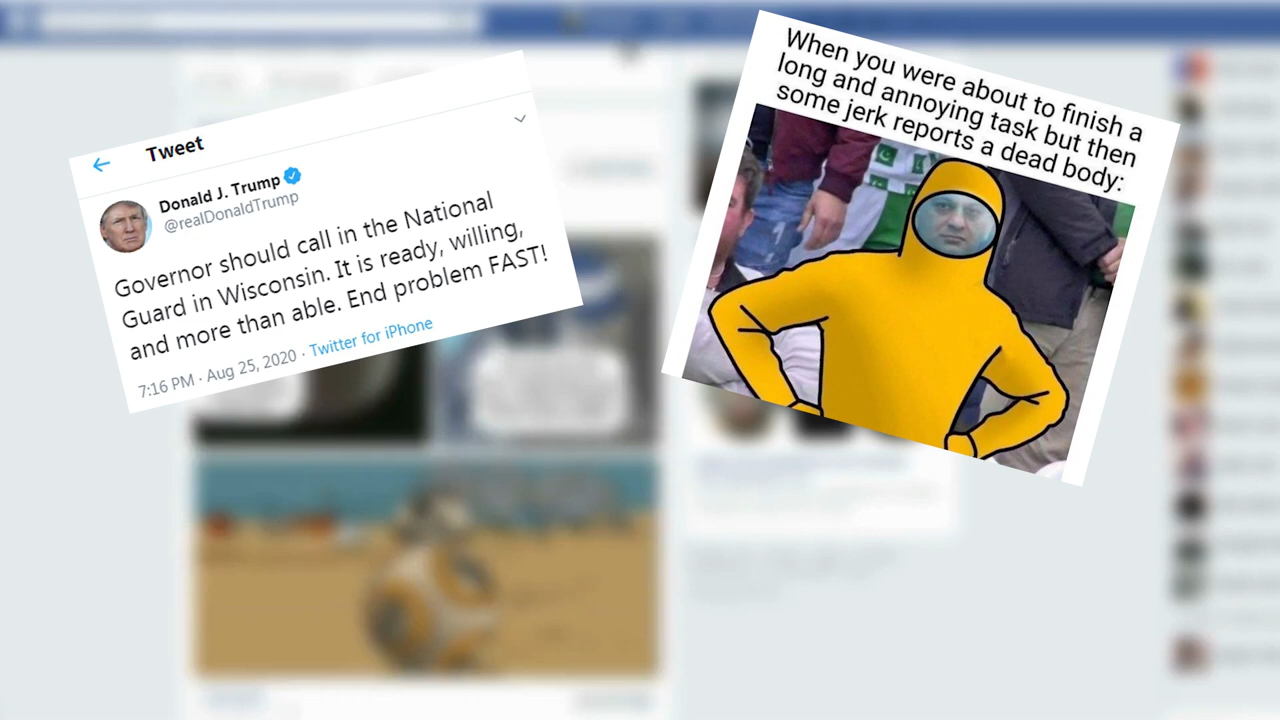 Tweet
Donald J. Trump
@realDonaldTrump
Governor should call in the National
Guard in Wisconsin. It is ready, willing,
and more than able. End problem FAST!
7:16 PM · Aug 25, 2020 · Twitter for iPhone
When you were about to finish a
long and annoying task but then
some jerk reports a dead body: